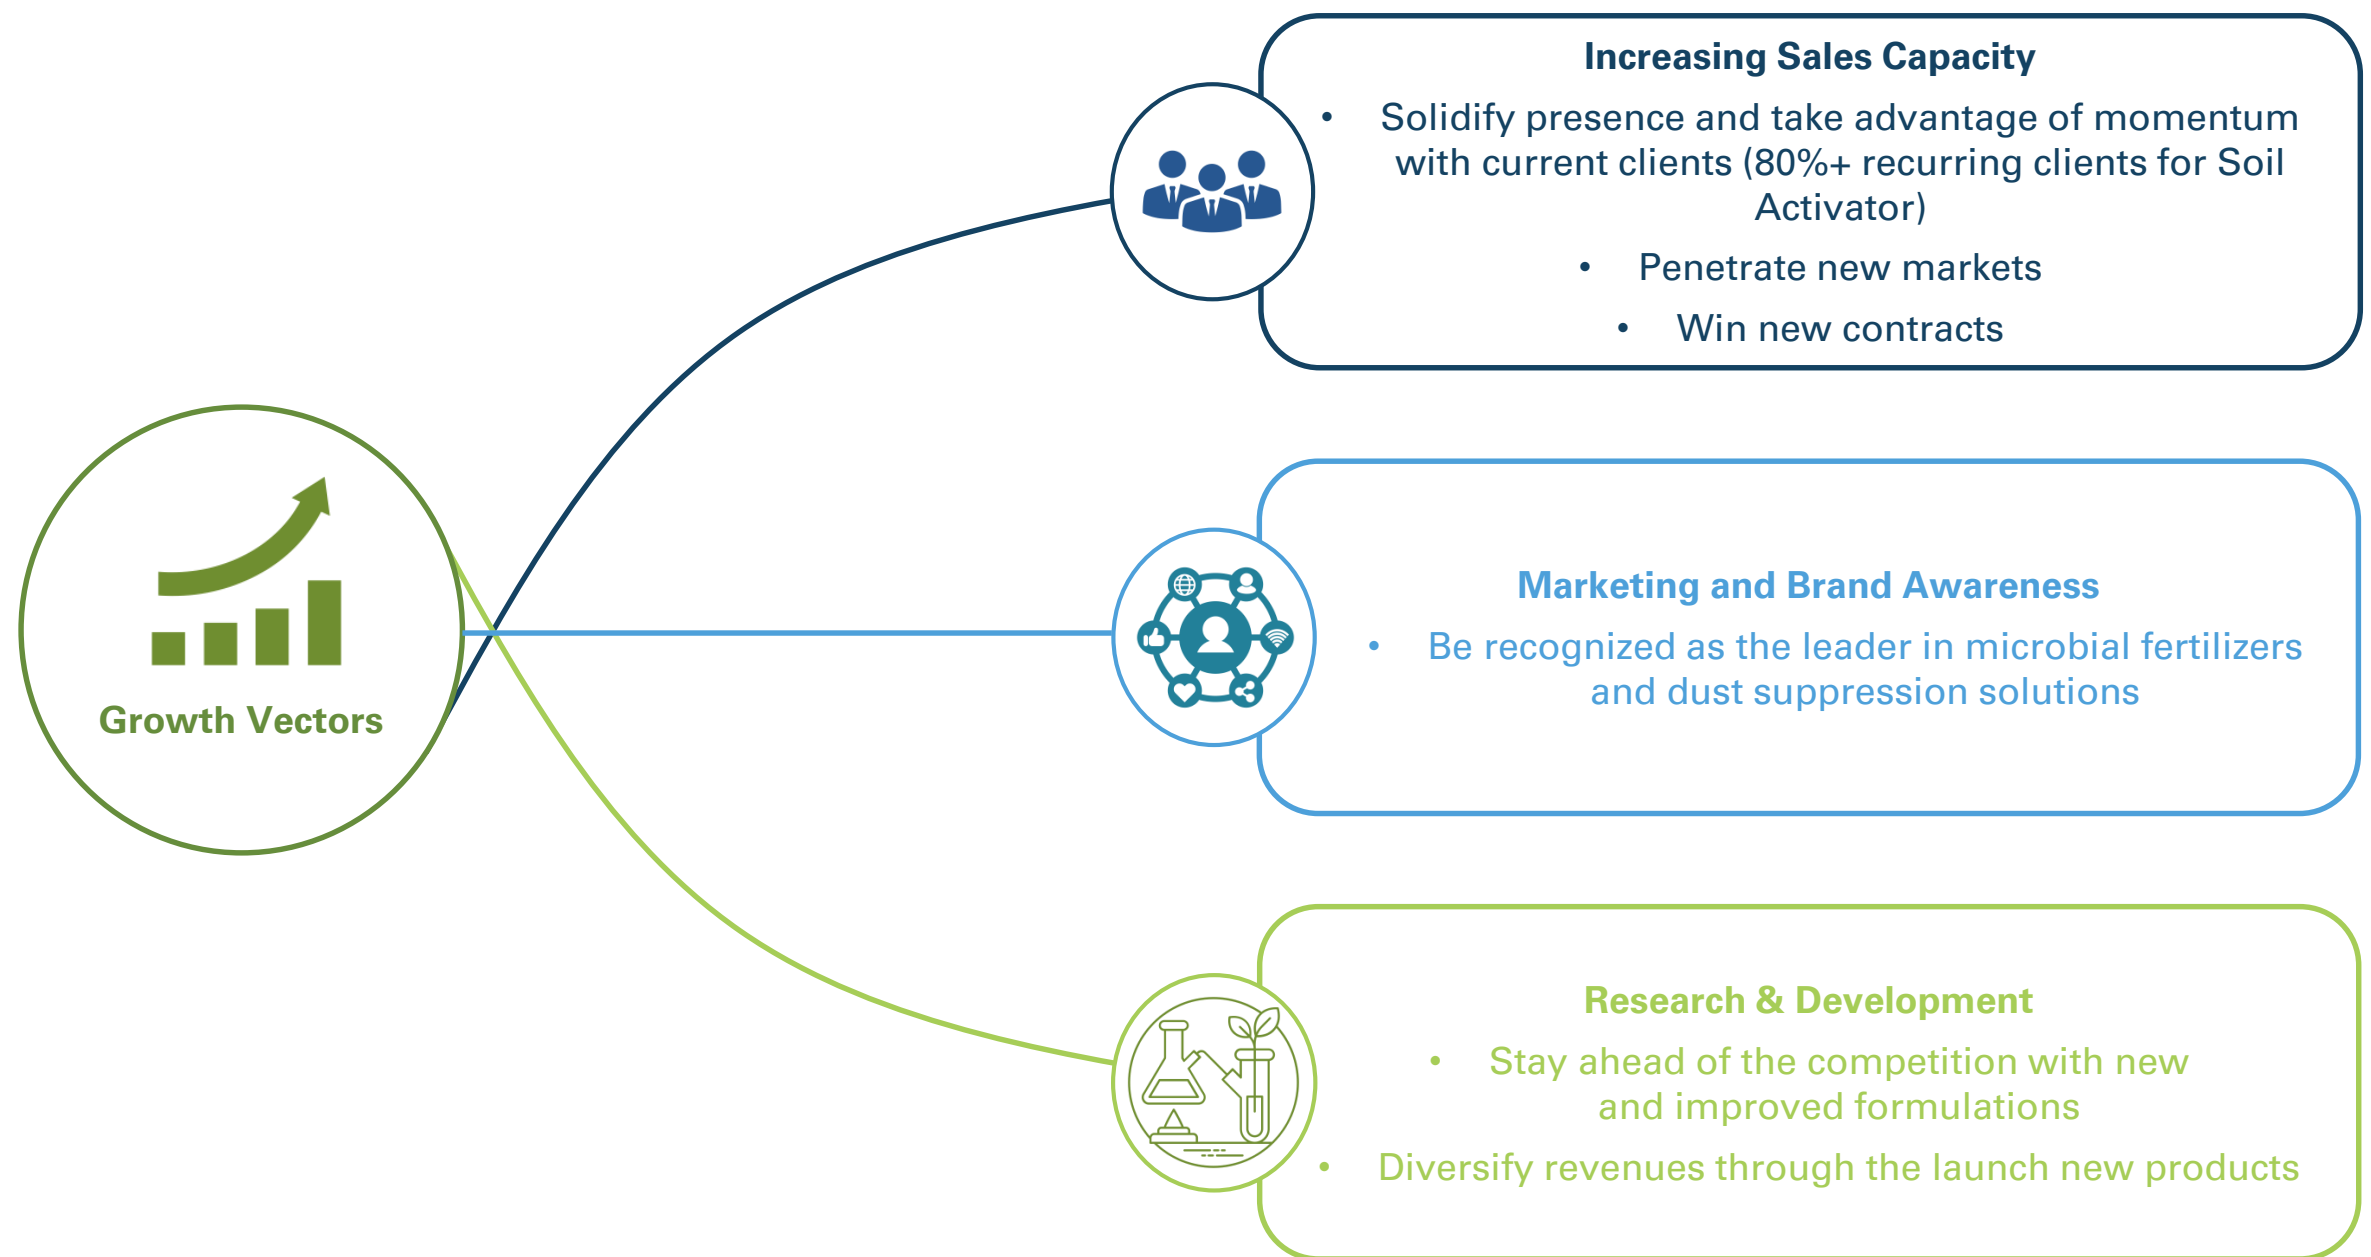 Growth Vectors
Increasing Sales Capacity
• Solidify presence and take advantage of momentum
with current clients (80%+ recurring clients for Soil
Activator)
• Penetrate new markets
• Win new contracts
Marketing and Brand Awareness
• Be recognized as the leader in microbial fertilizers
and dust suppression solutions
Research & Development
• Stay ahead of the competition with new
and improved formulations
• Diversify revenues through the launch new products